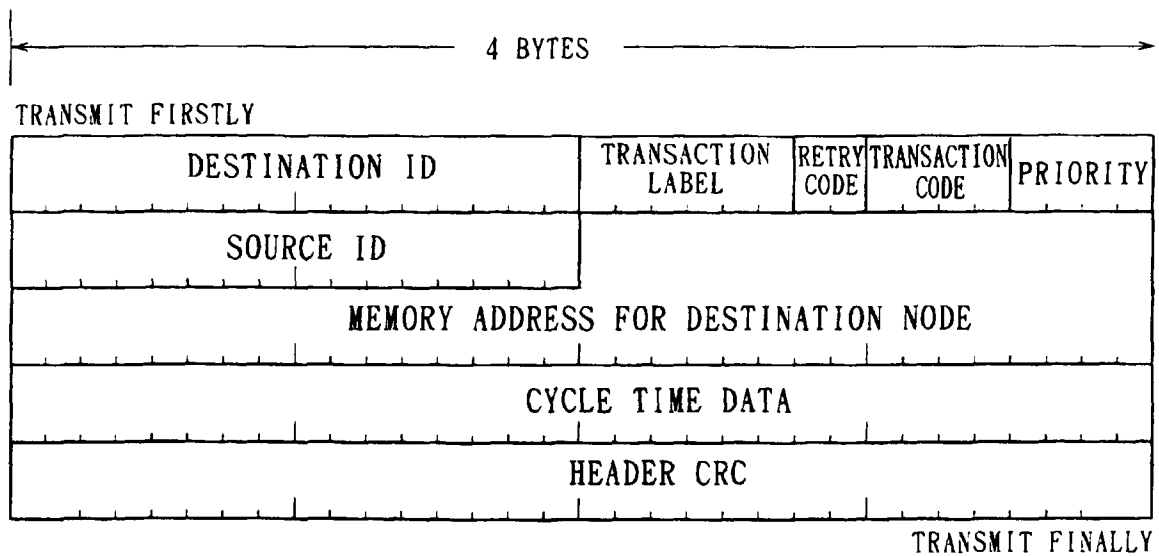 4 BYTES
TRANSMIT FIRSTLY
DESTINATION ID
TRANSACTION
LABEL
RETRY
CODE
TRANSACTION
CODE
PRIORITY
SOURCE ID
MEMORY ADDRESS FOR DESTINATION NODE
CYCLE TIME DATA
HEADER CRC
TRANSMIT FINALLY